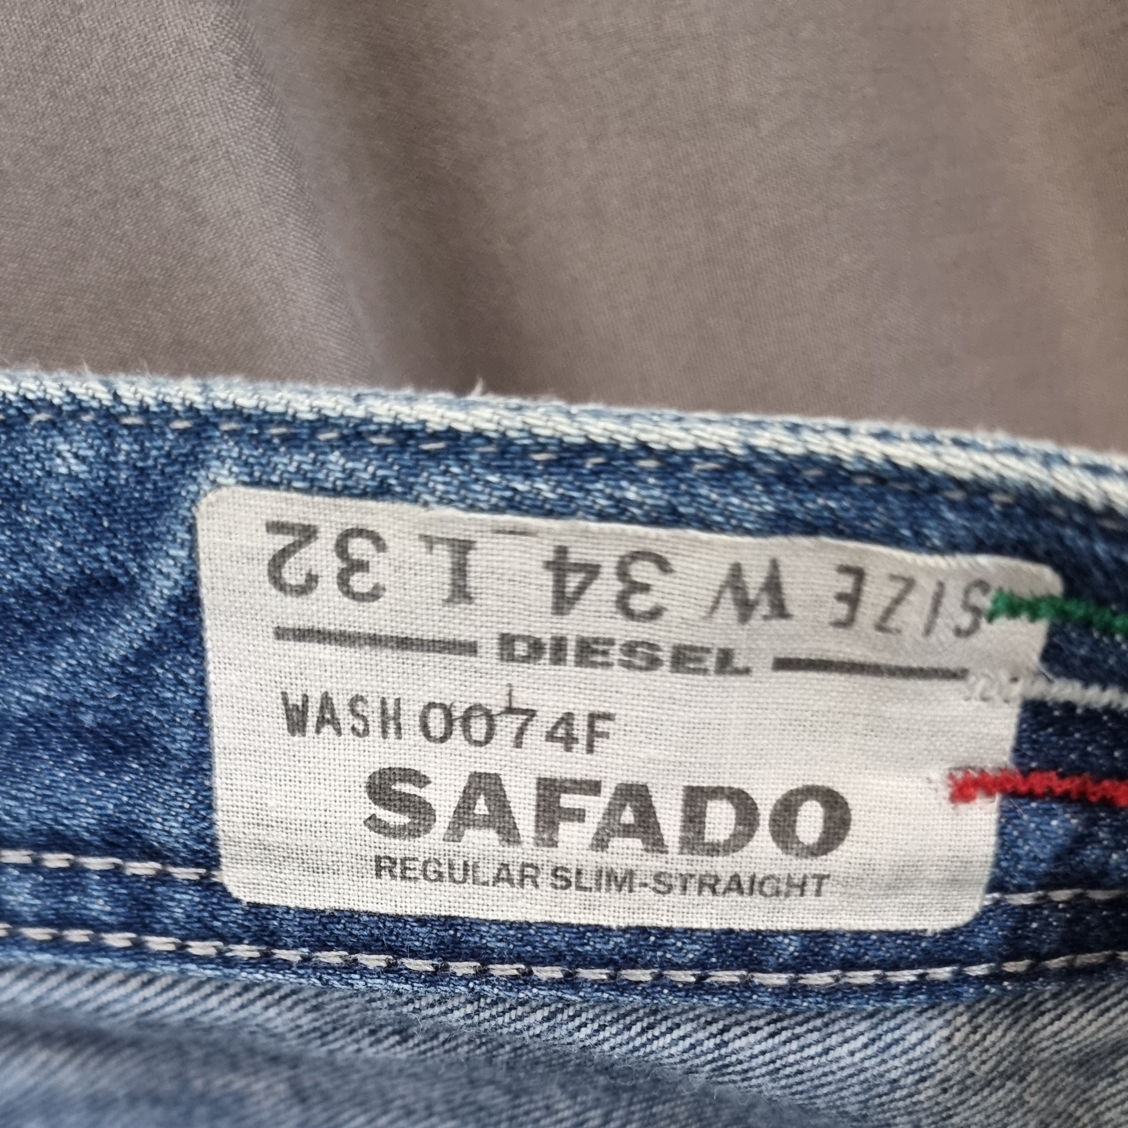 SIZE W 34 L 32
DIESEL
WASH 0074F
SAFADO
REGULAR SLIM-STRAIGHT